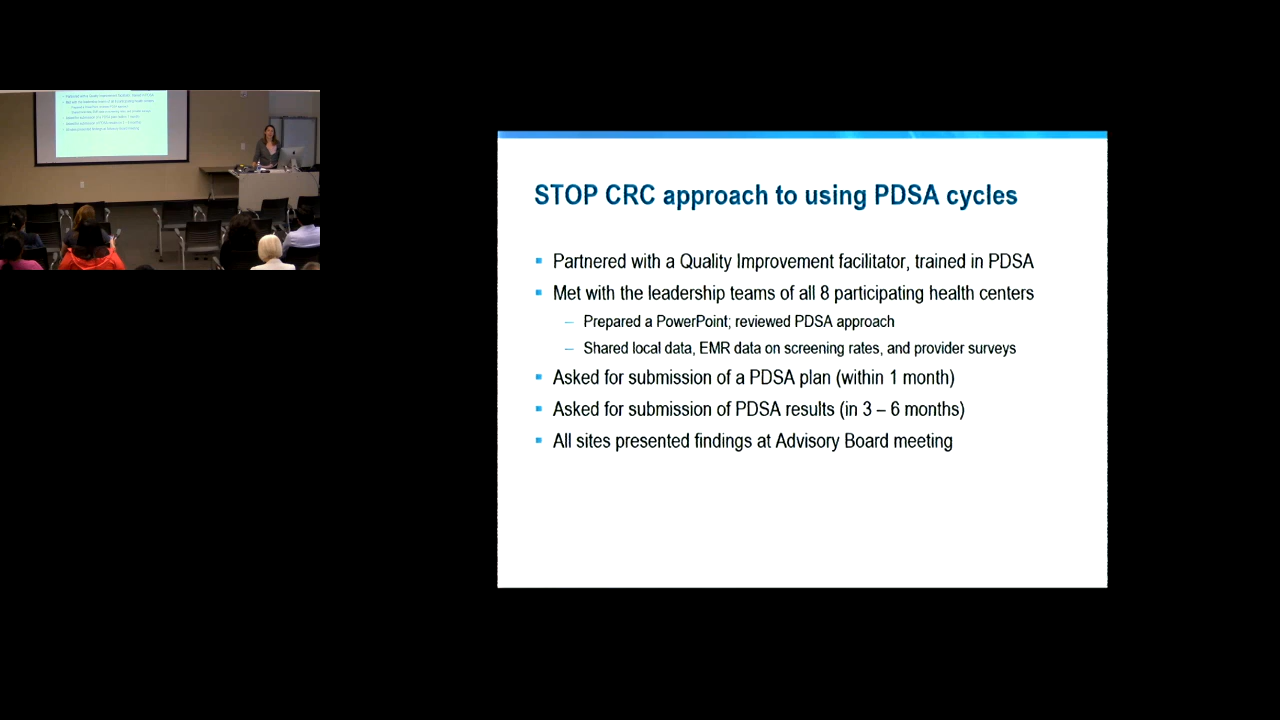 STOP CRC approach to using PDSA cycles
Partnered with a Quality Improvement facilitator, trained in PDSA
Met with the leadership teams of all 8 participating health centers
– Prepared a PowerPoint; reviewed PDSA approach
– Shared local data, EMR data on screening rates, and provider surveys
Asked for submission of a PDSA plan (within 1 month)
Asked for submission of PDSA results (in 3 – 6 months)
All sites presented findings at Advisory Board meeting